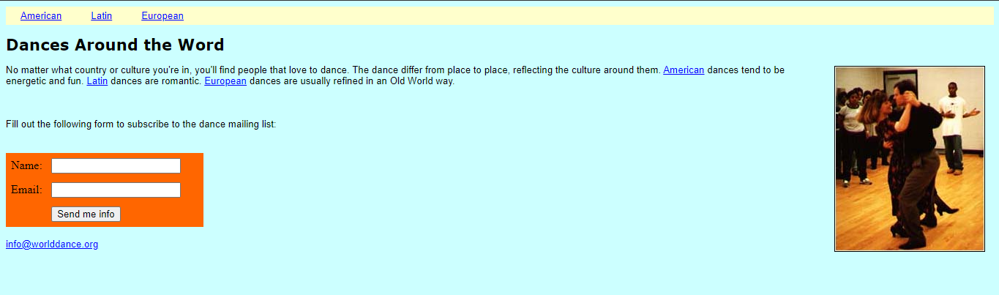 American Latin European
Dances Around the Word
No matter what country or culture you're in, you'll find people that love to dance. The dance differ from place to place, reflecting the culture around them. American dances tend to be
energetic and fun. Latin dances are romantic. European dances are usually refined in an Old World way.
Fill out the following form to subscribe to the dance mailing list:
Name:
Email:
Send me info
info@worlddance.org